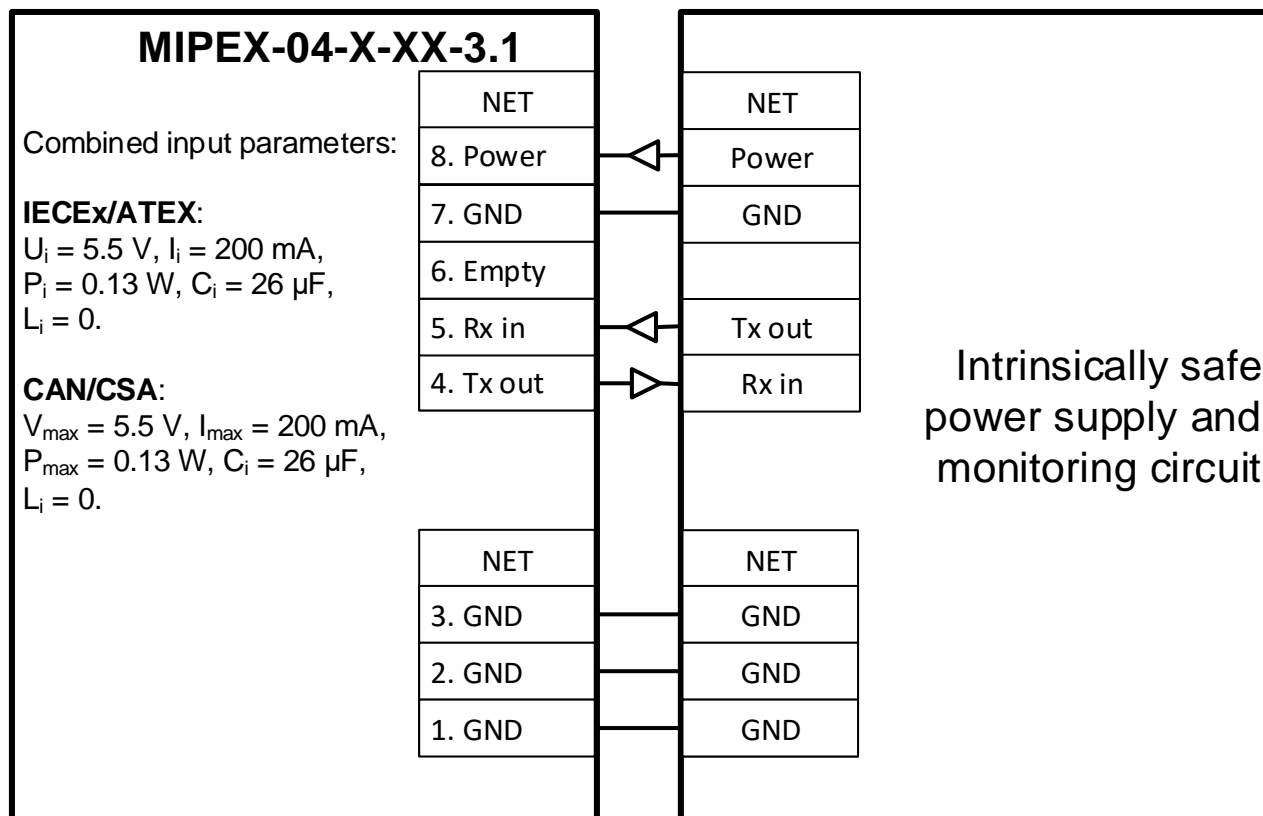 MIPEX-04-X-XX-3.1
Combined input parameters:
IECEx/ATEX:
Ui = 5.5 V, Ii = 200 mA,
Pi = 0.13 W, Ci = 26 µF,
Li = 0.
CAN/CSA:
Vmax = 5.5 V, Imax = 200 mA,
Pmax = 0.13 W, Ci = 26 µF,
Li = 0.
NET
8. Power
7. GND
6. Empty
5. Rx in
4. Tx out
NET
3. GND
2. GND
1. GND
NET
Power
GND
Tx out
Rx in
NET
GND
GND
GND
Intrinsically safe
power supply and
monitoring circuit